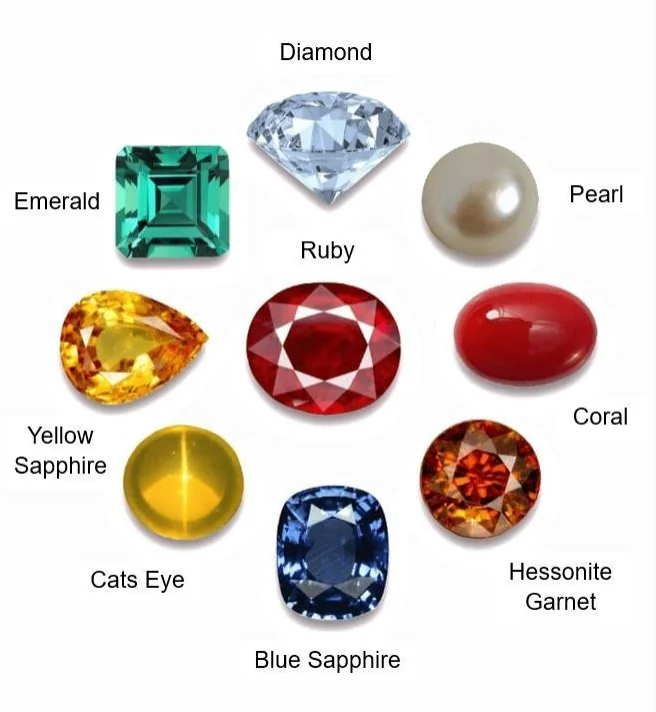 Diamond
Emerald
Pearl
Ruby
Yellow
Sapphire
Coral
Cats Eye
Hessonite
Garnet
Blue Sapphire